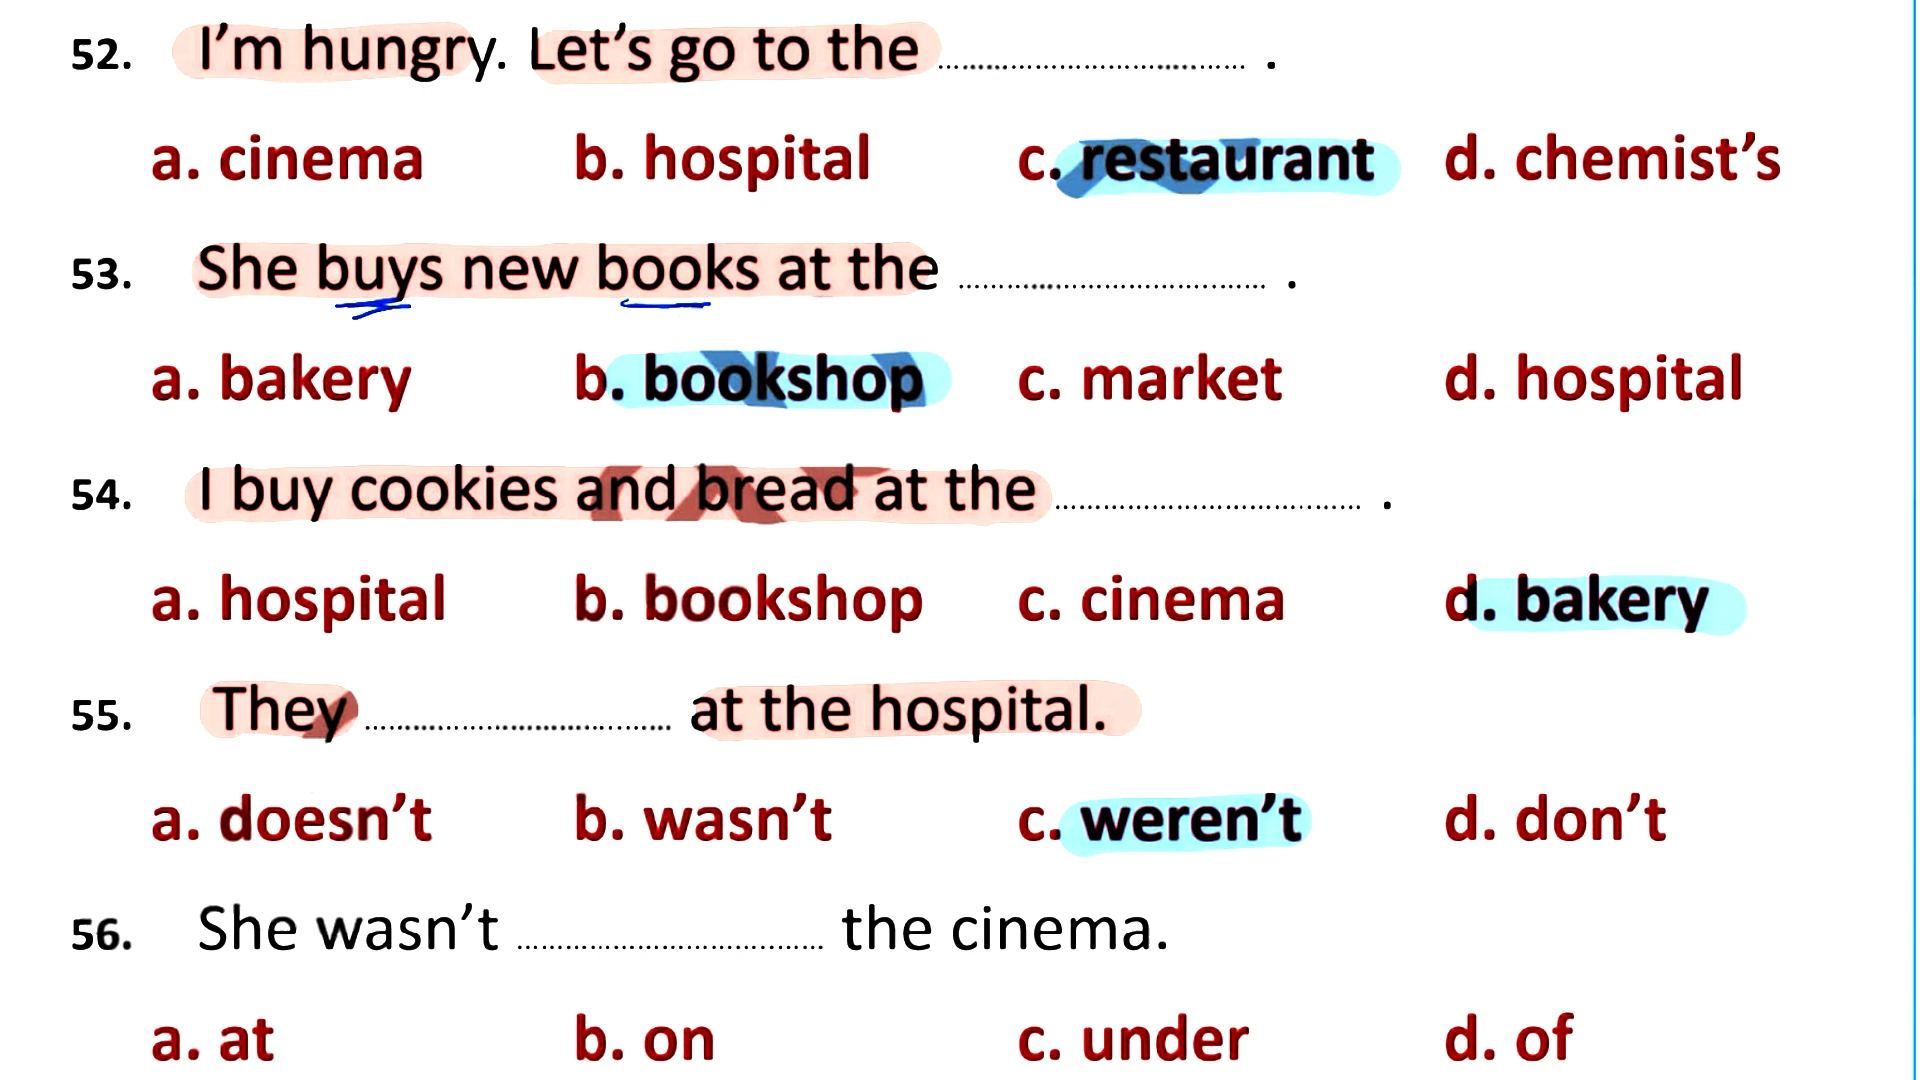 52. I'm hungry. Let's go to the .................................... .
a. cinema b. hospital c. restaurant d. chemist's
53. She buys new books at the .................................... .
a. bakery b. bookshop c. market d. hospital
54. I buy cookies and bread at the .................................... .
a. hospital b. bookshop c. cinema d. bakery
55. They .................................... at the hospital.
a. doesn't b. wasn't c. weren't d. don't
56. She wasn't .................................... the cinema.
a. at b. on c. under d. of